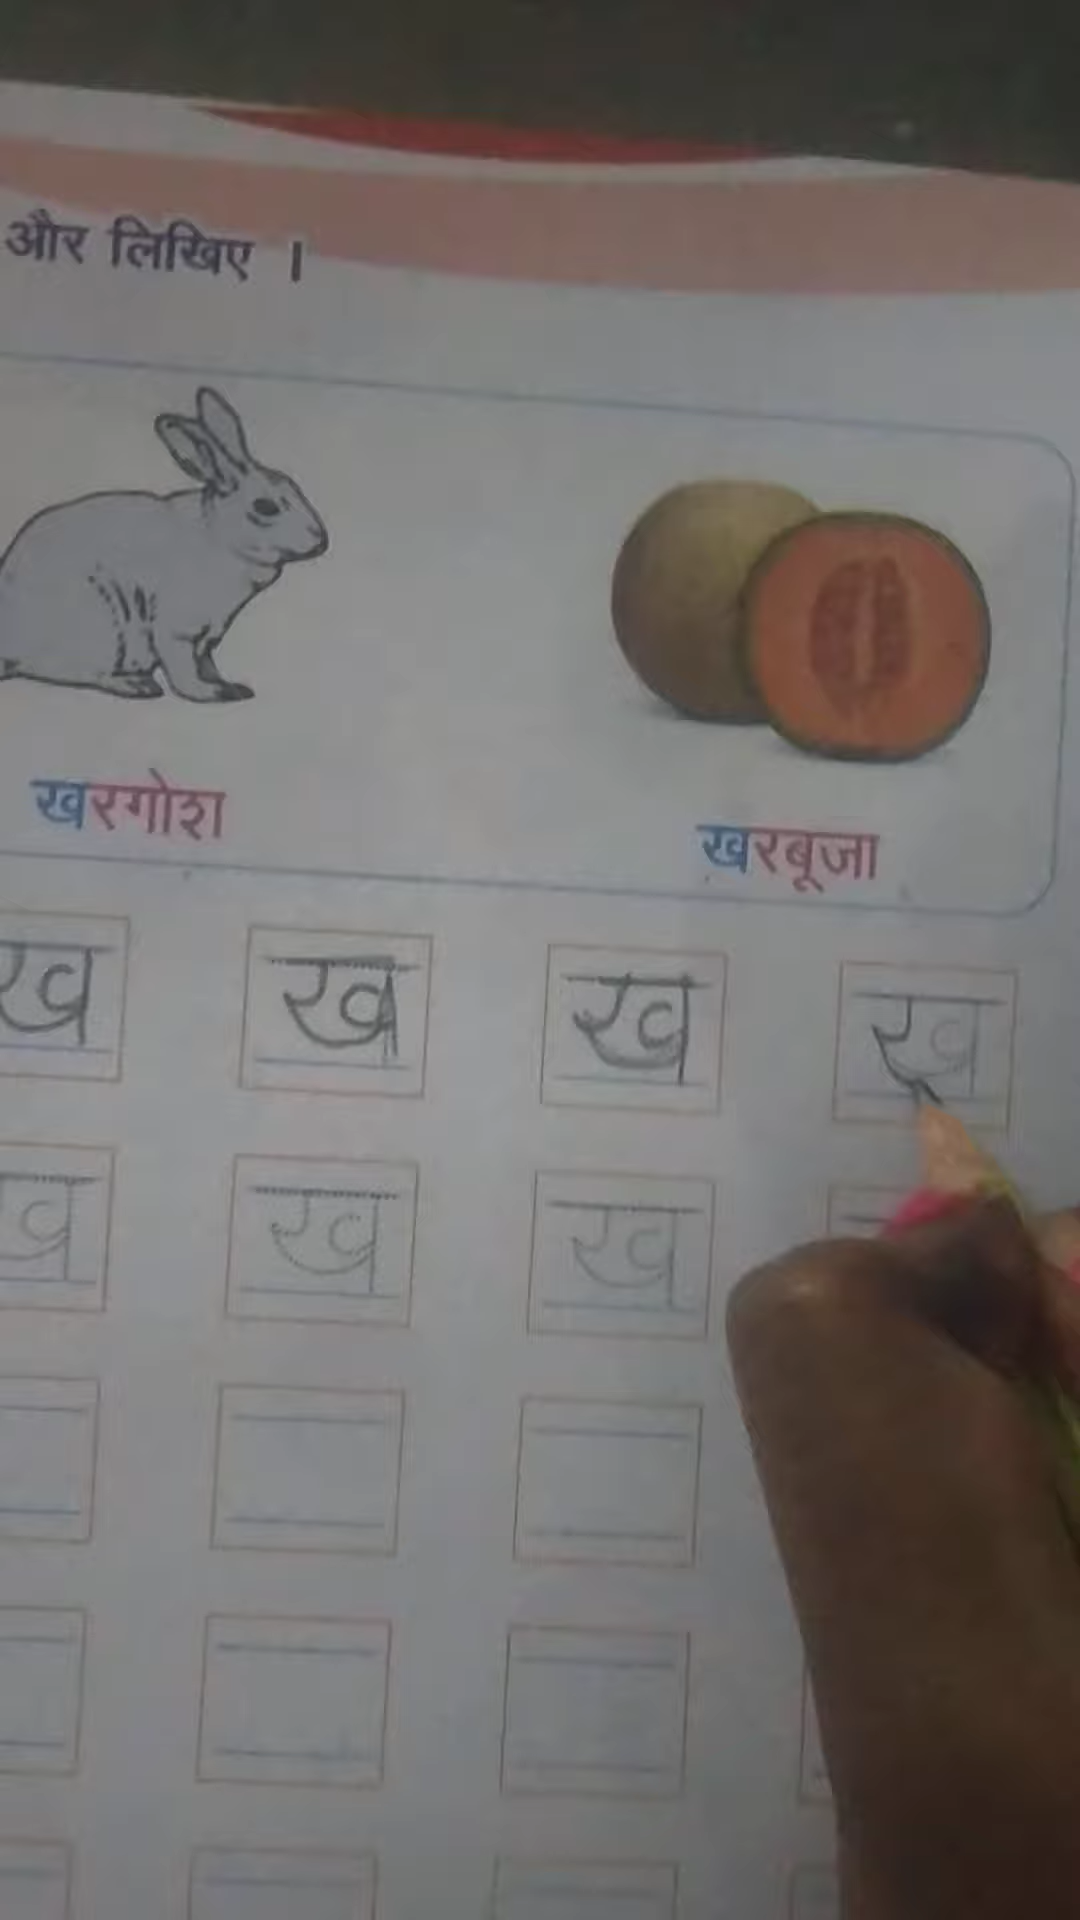 और लिखिए ।
खरगोश
खरबूजा
ख ख ख ख
ख ख ख